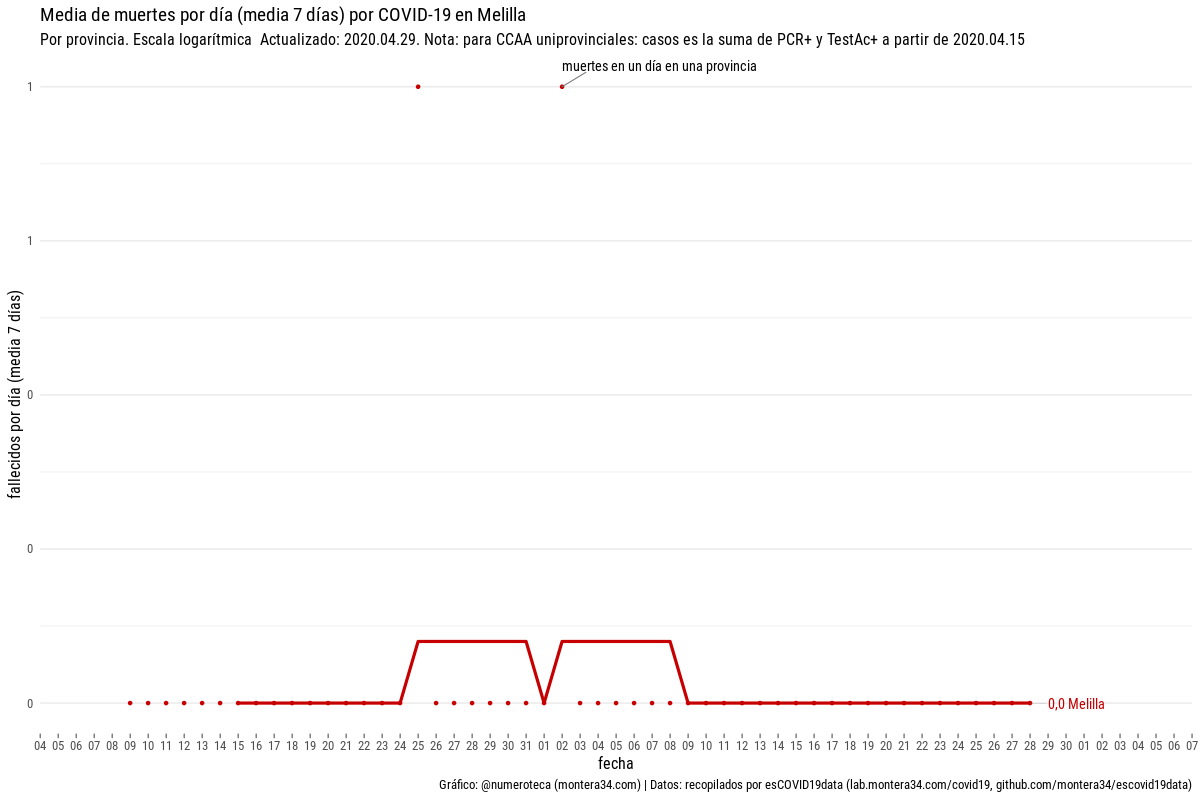 Media de muertes por día (media 7 días) por COVID-19 en Melilla
Por provincia. Escala logarítmica  Actualizado: 2020.04.29. Nota: para CCAA uniprovinciales: casos es la suma de PCR+ y TestAc+ a partir de 2020.04.15
muertes en un día en una provincia
1
1
0
0
0
fallecidos por día (media 7 días)
0,0 Melilla
04 05 06 07 08 09 10 11 12 13 14 15 16 17 18 19 20 21 22 23 24 25 26 27 28 29 30 31 01 02 03 04 05 06 07 08 09 10 11 12 13 14 15 16 17 18 19 20 21 22 23 24 25 26 27 28 29 30 01 02 03 04 05 06 07
fecha
Gráfico: @numeroteca (montera34.com) | Datos: recopilados por esCOVID19data (lab.montera34.com/covid19, github.com/montera34/escovid19data)